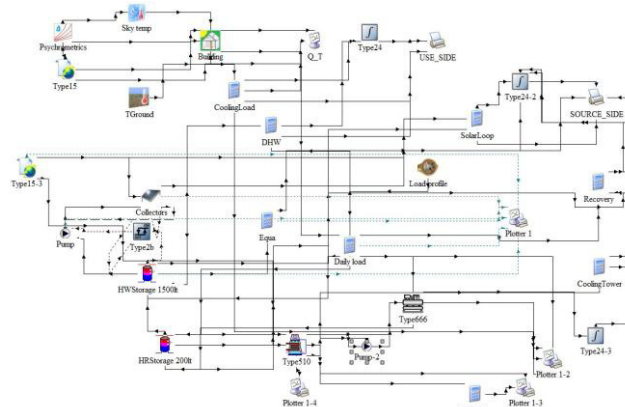 Sky temp
Psychrometrics
Building
Q_T
Type24
USE_SIDE
Type15
TGround
CoolingLoad
Type24-2
SOURCE_SIDE
DHW
SolarLoop
Type15-3
Loadvprofile
Collectors
Recovery
Pump
Type2b
Equa
Plotter 1
Daily load
HWStorage 1500lt
CoolingTower
Type666
HRStorage 200lt
Type510
Pump-2
Type24-3
Plotter 1-2
Plotter 1-4
Plotter 1-3